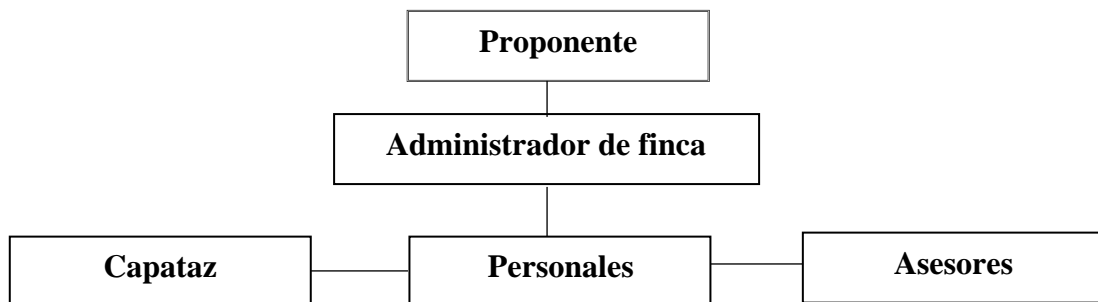 Proponente
Administrador de finca
Capataz
Personales
Asesores